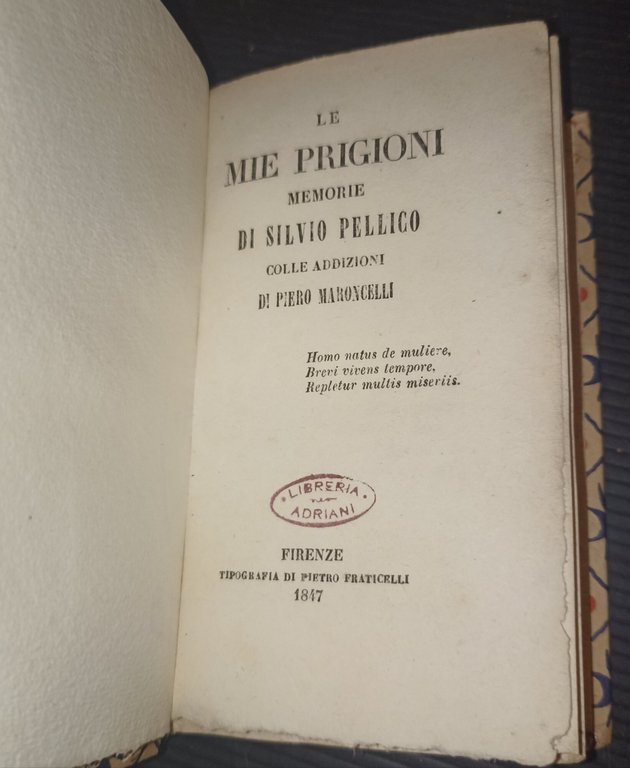 LE
MIE PRIGIONI
MEMORIE
DI SILVIO PELLICO
COLLE ADDIZIONI
DI PIERO MARONCELLI
Homo natus de muliere,
Brevi vivens tempore,
Repletur multis miseriis.
LIBRERIA
ADRIANI
FIRENZE
TIPOGRAFIA DI PIETRO FRATICELLI
1847